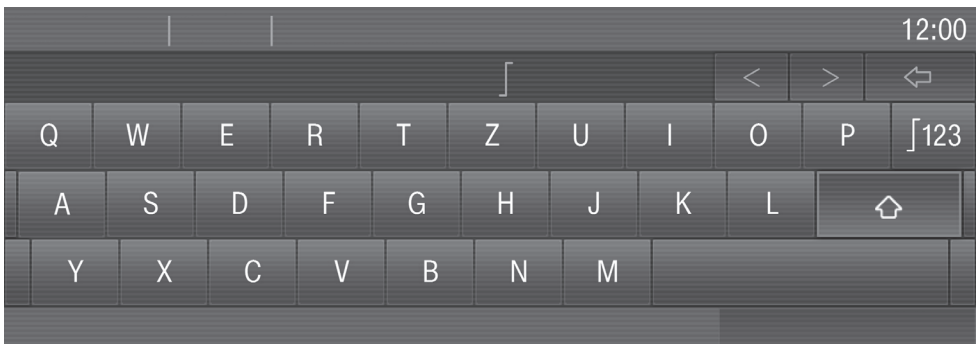 12:00
< >
Q W E R T Z U I O P ⎦123
A S D F G H J K L
Y X C V B N M